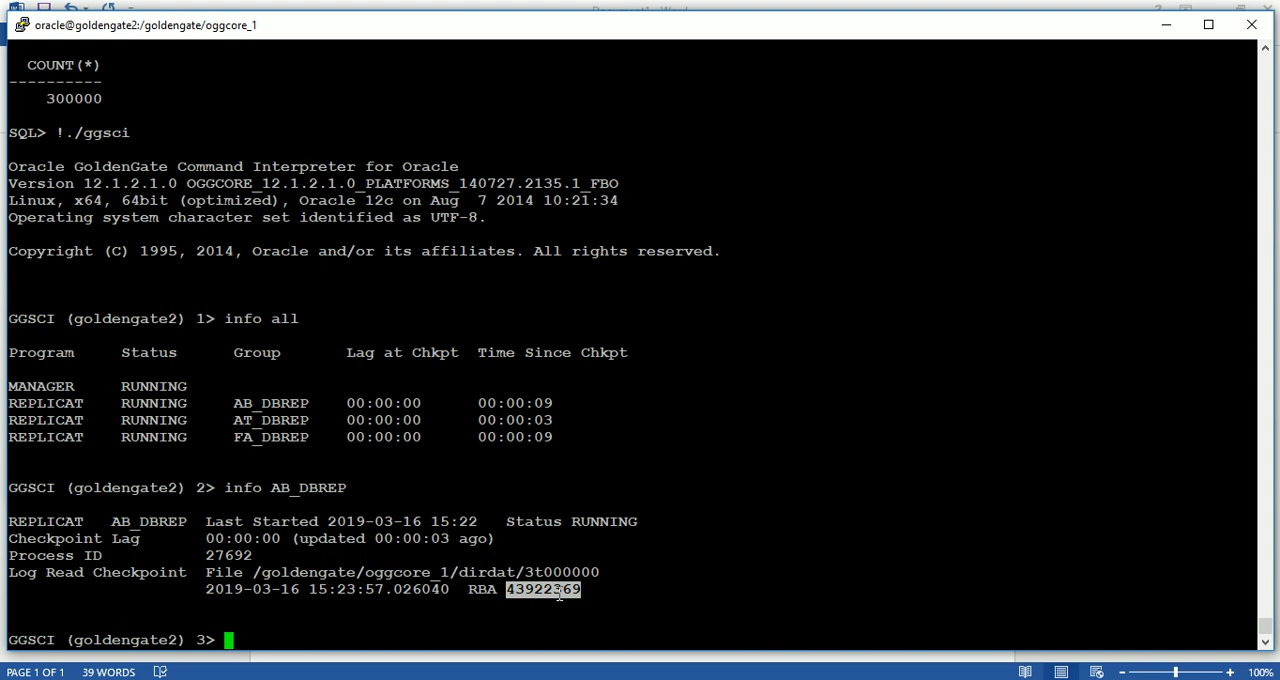 oracle@goldengate2:/goldengate/oggcore_1
COUNT(*)
----------
300000
SQL> !./ggsci
Oracle GoldenGate Command Interpreter for Oracle
Version 12.1.2.1.0 OGGCORE_12.1.2.1.0_PLATFORMS_140727.2135.1_FBO
Linux, x64, 64bit (optimized), Oracle 12c on Aug  7 2014 10:21:34
Operating system character set identified as UTF-8.
Copyright (C) 1995, 2014, Oracle and/or its affiliates. All rights reserved.
GGSCI (goldengate2) 1> info all
Program     Status      Group       Lag at Chkpt  Time Since Chkpt
MANAGER     RUNNING
REPLICAT    RUNNING     AB_DBREP    00:00:00      00:00:09
REPLICAT    RUNNING     AT_DBREP    00:00:00      00:00:03
REPLICAT    RUNNING     FA_DBREP    00:00:00      00:00:09
GGSCI (goldengate2) 2> info AB_DBREP
REPLICAT   AB_DBREP  Last Started 2019-03-16 15:22   Status RUNNING
Checkpoint Lag       00:00:00 (updated 00:00:03 ago)
Process ID           27692
Log Read Checkpoint  File /goldengate/oggcore_1/dirdat/3t000000
2019-03-16 15:23:57.026040  RBA 43922369
GGSCI (goldengate2) 3>
PAGE 1 OF 1   39 WORDS   100%